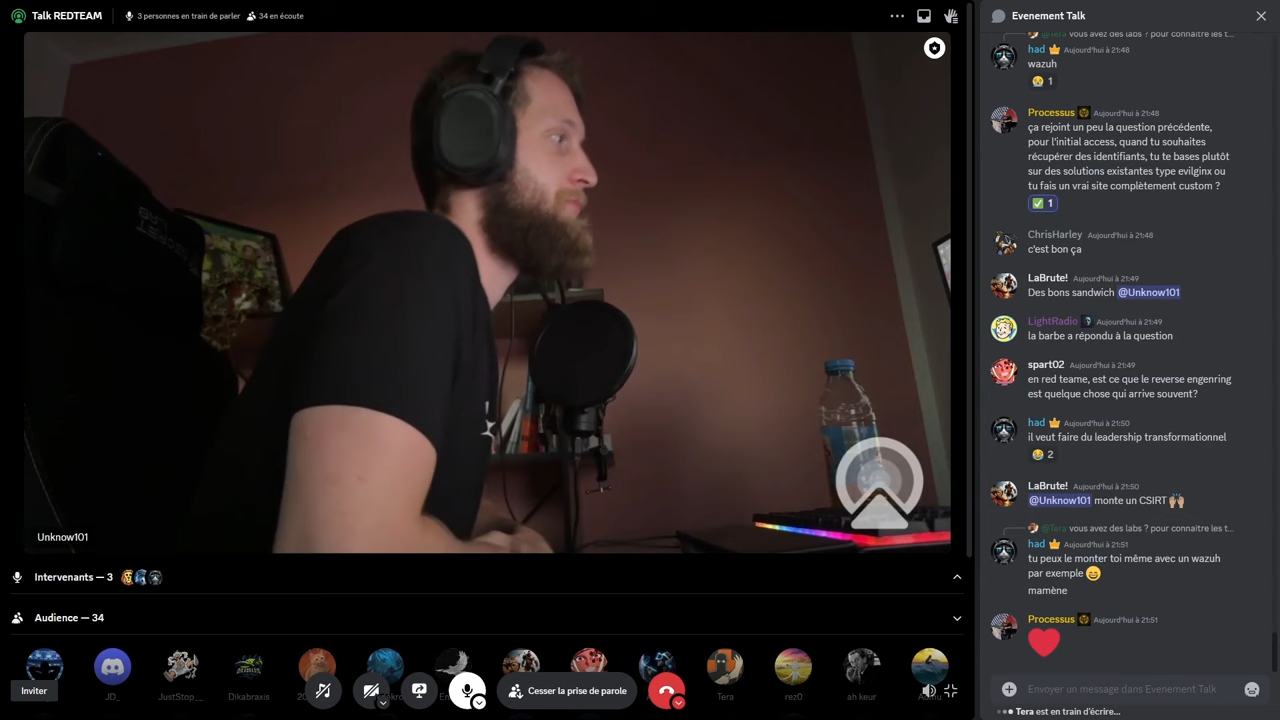 Talk REDTEAM
3 personnes en train de parler
34 en écoute
Unknow101
Intervenants — 3
Audience — 34
JD_
JustStop_
Dikabraxis
Tera
rez0
ah keur
Inviter
Cesser la prise de parole
Evenement Talk
@Tera vous avez des labs ? pour connaitre les t...
had Aujourd'hui à 21:48
wazuh
1
Processus Aujourd'hui à 21:48
ça rejoint un peu la question précédente,
pour l'initial access, quand tu souhaites
récupérer des identifiants, tu te bases plutôt
sur des solutions existantes type evilginx ou
tu fais un vrai site complètement custom ?
1
ChrisHarley Aujourd'hui à 21:48
c'est bon ça
LaBrute! Aujourd'hui à 21:49
Des bons sandwich @Unknow101
LightRadio Aujourd'hui à 21:49
la barbe a répondu à la question
spart02 Aujourd'hui à 21:49
en red teame, est ce que le reverse engenring
est quelque chose qui arrive souvent?
had Aujourd'hui à 21:50
il veut faire du leadership transformationnel
2
LaBrute! Aujourd'hui à 21:50
@Unknow101 monte un CSIRT 🙌🏼
@Tera vous avez des labs ? pour connaitre les t...
had Aujourd'hui à 21:51
tu peux le monter toi même avec un wazuh
par exemple 😄
mamène
Processus Aujourd'hui à 21:51
❤️
Envoyer un message dans Evenement Talk
Tera est en train d'écrire...